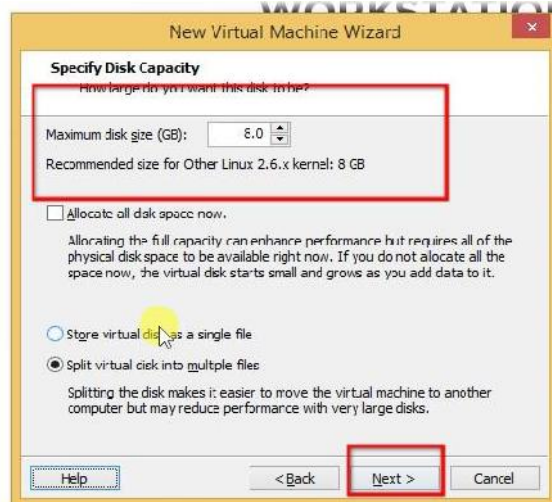 WORKSTATION
New Virtual Machine Wizard
Specify Disk Capacity
How large do you want this disk to be?
Maximum disk size (GB): 8.0
Recommended size for Other Linux 2.6.x kernel: 8 GB
Allocate all disk space now.
Allocating the full capacity can enhance performance but requires all of the
physical disk space to be available right now. If you do not allocate all the
space now, the virtual disk starts small and grows as you add data to it.
Store virtual disk as a single file
Split virtual disk into multiple files
Splitting the disk makes it easier to move the virtual machine to another
computer but may reduce performance with very large disks.
Help < Back Next > Cancel